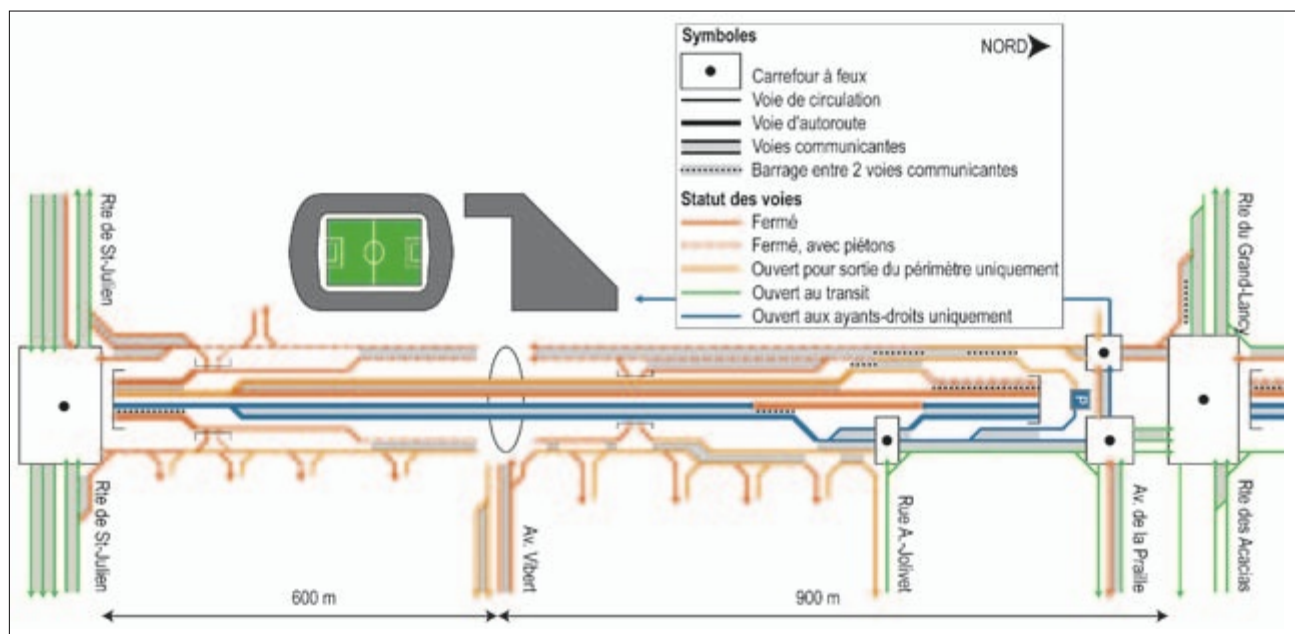 Symboles
NORD
Carrefour à feux
Voie de circulation
Voie d'autoroute
Voies communicantes
Barrage entre 2 voies communicantes
Statut des voies
Fermé
Fermé, avec piétons
Ouvert pour sortie du périmètre uniquement
Ouvert au transit
Ouvert aux ayants-droits uniquement
Rte de St-Julien
Rte du Grand-Lancy
P
Rte de St-Julien
Av. Vibert
Rue A.-Jolivet
Av. de la Praille
Rte des Acacias
600 m
900 m